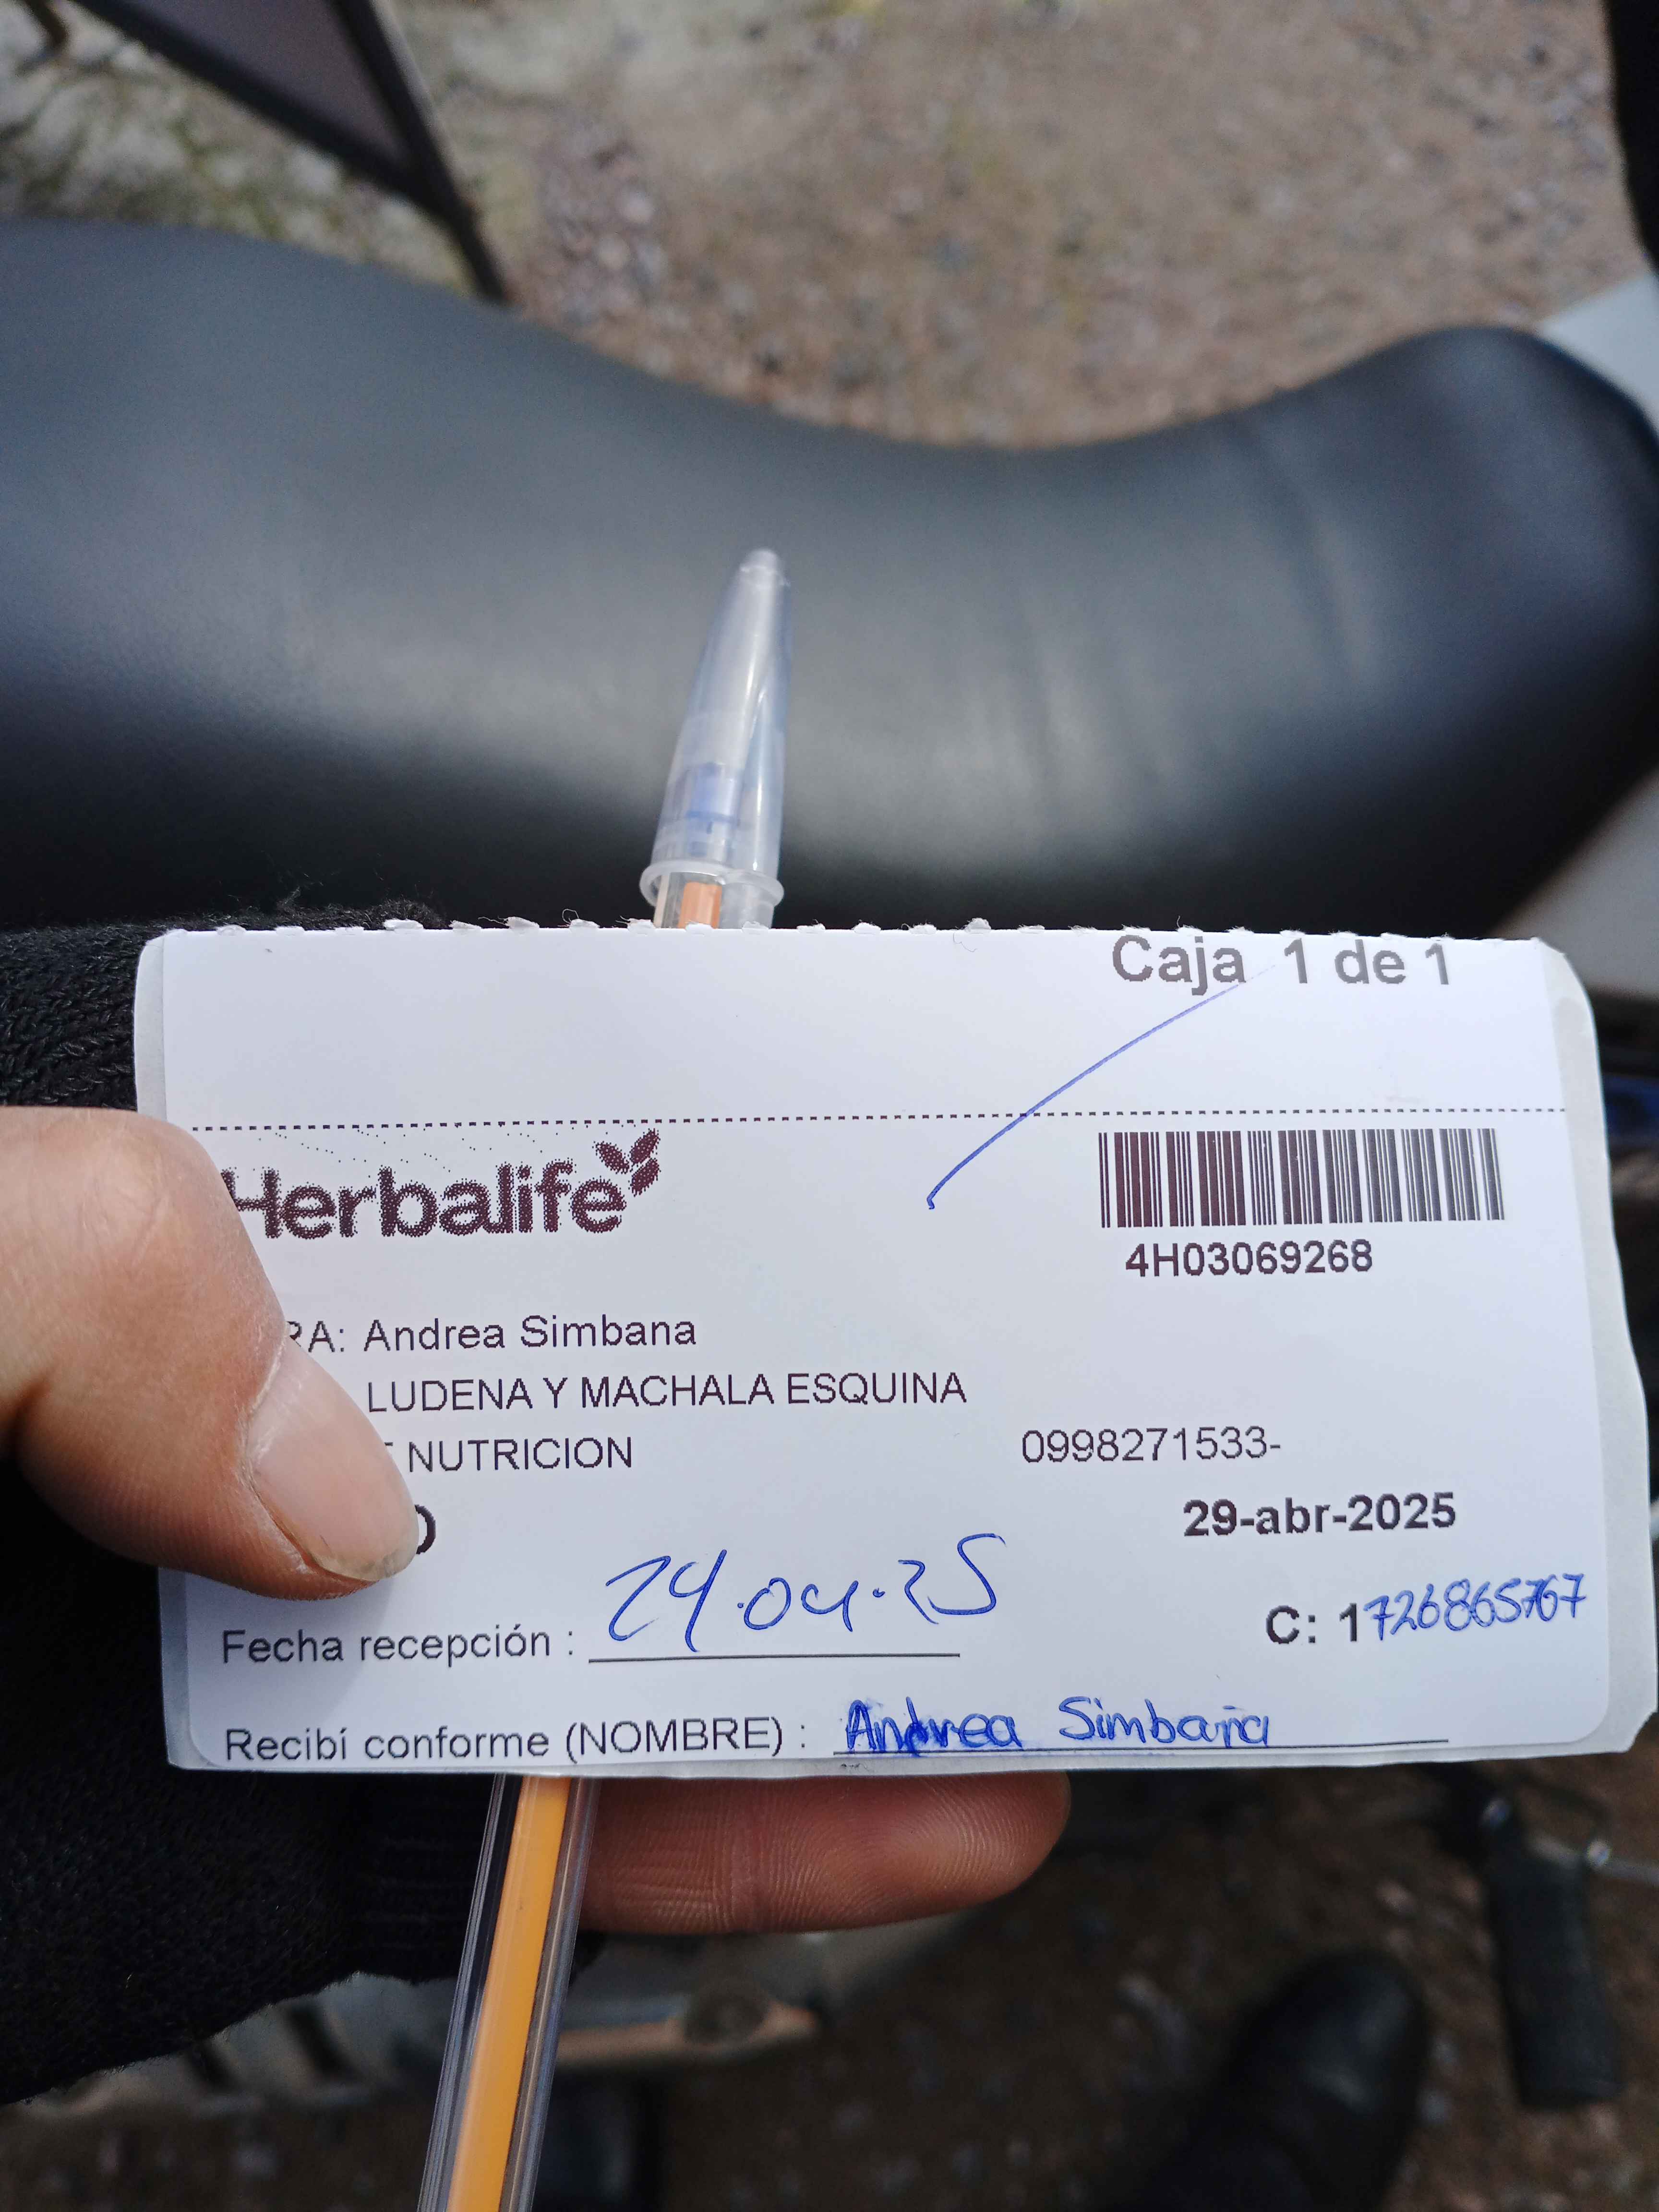 Caja 1 de 1
Herbalife
4H03069268
RA: Andrea Simbana
LUDENA Y MACHALA ESQUINA
NUTRICION 0998271533-
29-abr-2025
Fecha recepción : 29.04.25
C: 1726865767
Recibí conforme (NOMBRE) : Andrea Simbaña